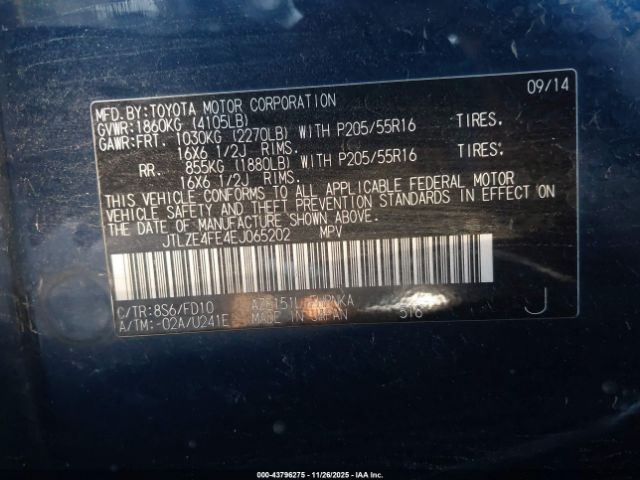 MFD.BY:TOYOTA MOTOR CORPORATION 09/14
GVWR:1860KG (4105LB)
GAWR:FRT. 1030KG (2270LB) WITH P205/55R16 TIRES.
16X6 1/2J RIMS.
RR. 855KG (1880LB) WITH P205/55R16 TIRES.
16X6 1/2J RIMS.
THIS VEHICLE CONFORMS TO ALL APPLICABLE FEDERAL MOTOR
VEHICLE SAFETY AND THEFT PREVENTION STANDARDS IN EFFECT ON
THE DATE OF MANUFACTURE SHOWN ABOVE.
JTLZE4FE4EJ065202 MPV
C/TR:8S6/FD10
A/TM:-02A/U241E MADE IN JAPAN 518 J
000-43796275 - 11/26/2025 - IAA, Inc.